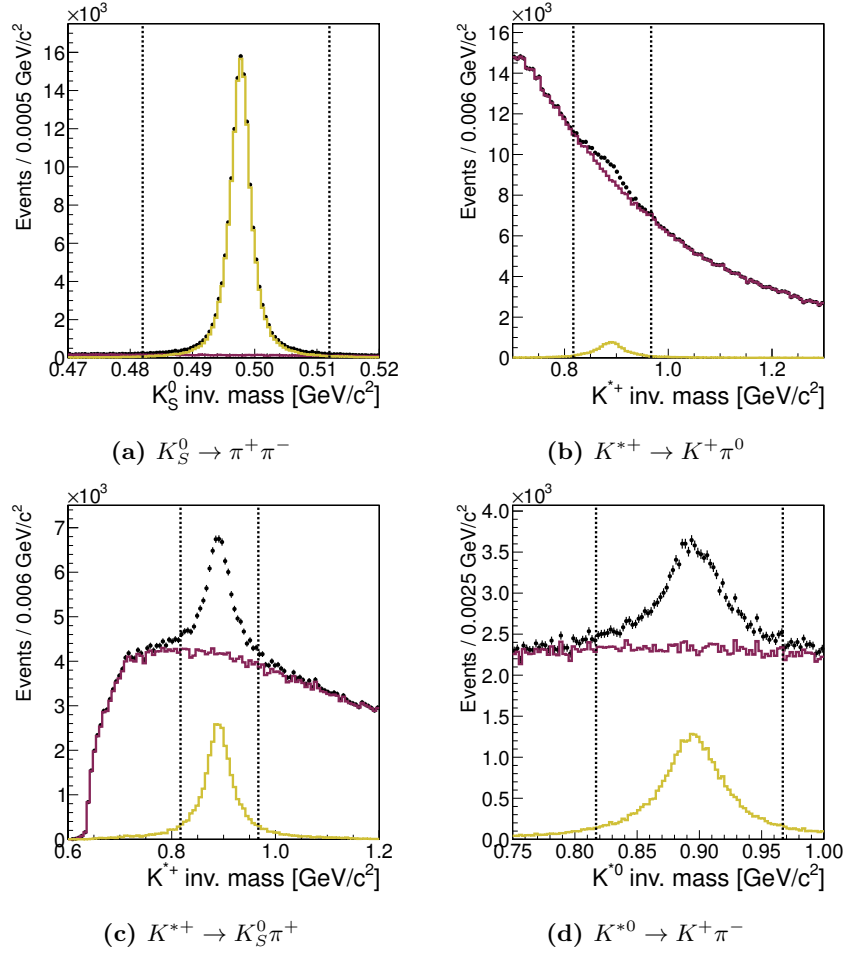 ×10³
Events / 0.0005 GeV/c²
16
14
12
10
8
6
4
2
0
0.47 0.48 0.49 0.50 0.51 0.52
K⁰_S inv. mass [GeV/c²]
(a) K⁰_S → π⁺π⁻
×10³
Events / 0.006 GeV/c²
16
14
12
10
8
6
4
2
0
0.8 1.0 1.2
K*⁺ inv. mass [GeV/c²]
(b) K*⁺ → K⁺π⁰
×10³
Events / 0.006 GeV/c²
7
6
5
4
3
2
1
0
0.6 0.8 1.0 1.2
K*⁺ inv. mass [GeV/c²]
(c) K*⁺ → K⁰_Sπ⁺
×10³
Events / 0.0025 GeV/c²
4.0
3.5
3.0
2.5
2.0
1.5
1.0
0.5
0.0
0.75 0.80 0.85 0.90 0.95 1.00
K*⁰ inv. mass [GeV/c²]
(d) K*⁰ → K⁺π⁻